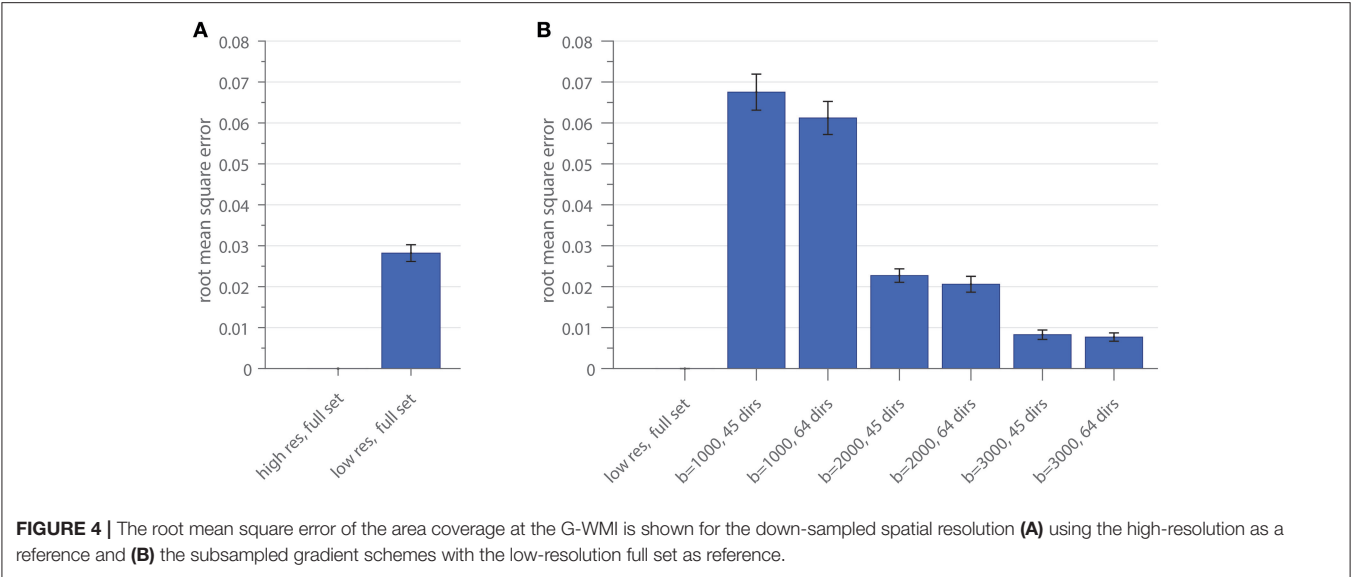 A
0.08
0.07
0.06
0.05
0.04
0.03
0.02
0.01
0
root mean square error
high res, full set
low res, full set
B
0.08
0.07
0.06
0.05
0.04
0.03
0.02
0.01
0
root mean square error
low res, full set
b=1000, 45 dirs
b=1000, 64 dirs
b=2000, 45 dirs
b=2000, 64 dirs
b=3000, 45 dirs
b=3000, 64 dirs
FIGURE 4 | The root mean square error of the area coverage at the G-WMI is shown for the down-sampled spatial resolution (A) using the high-resolution as a
reference and (B) the subsampled gradient schemes with the low-resolution full set as reference.